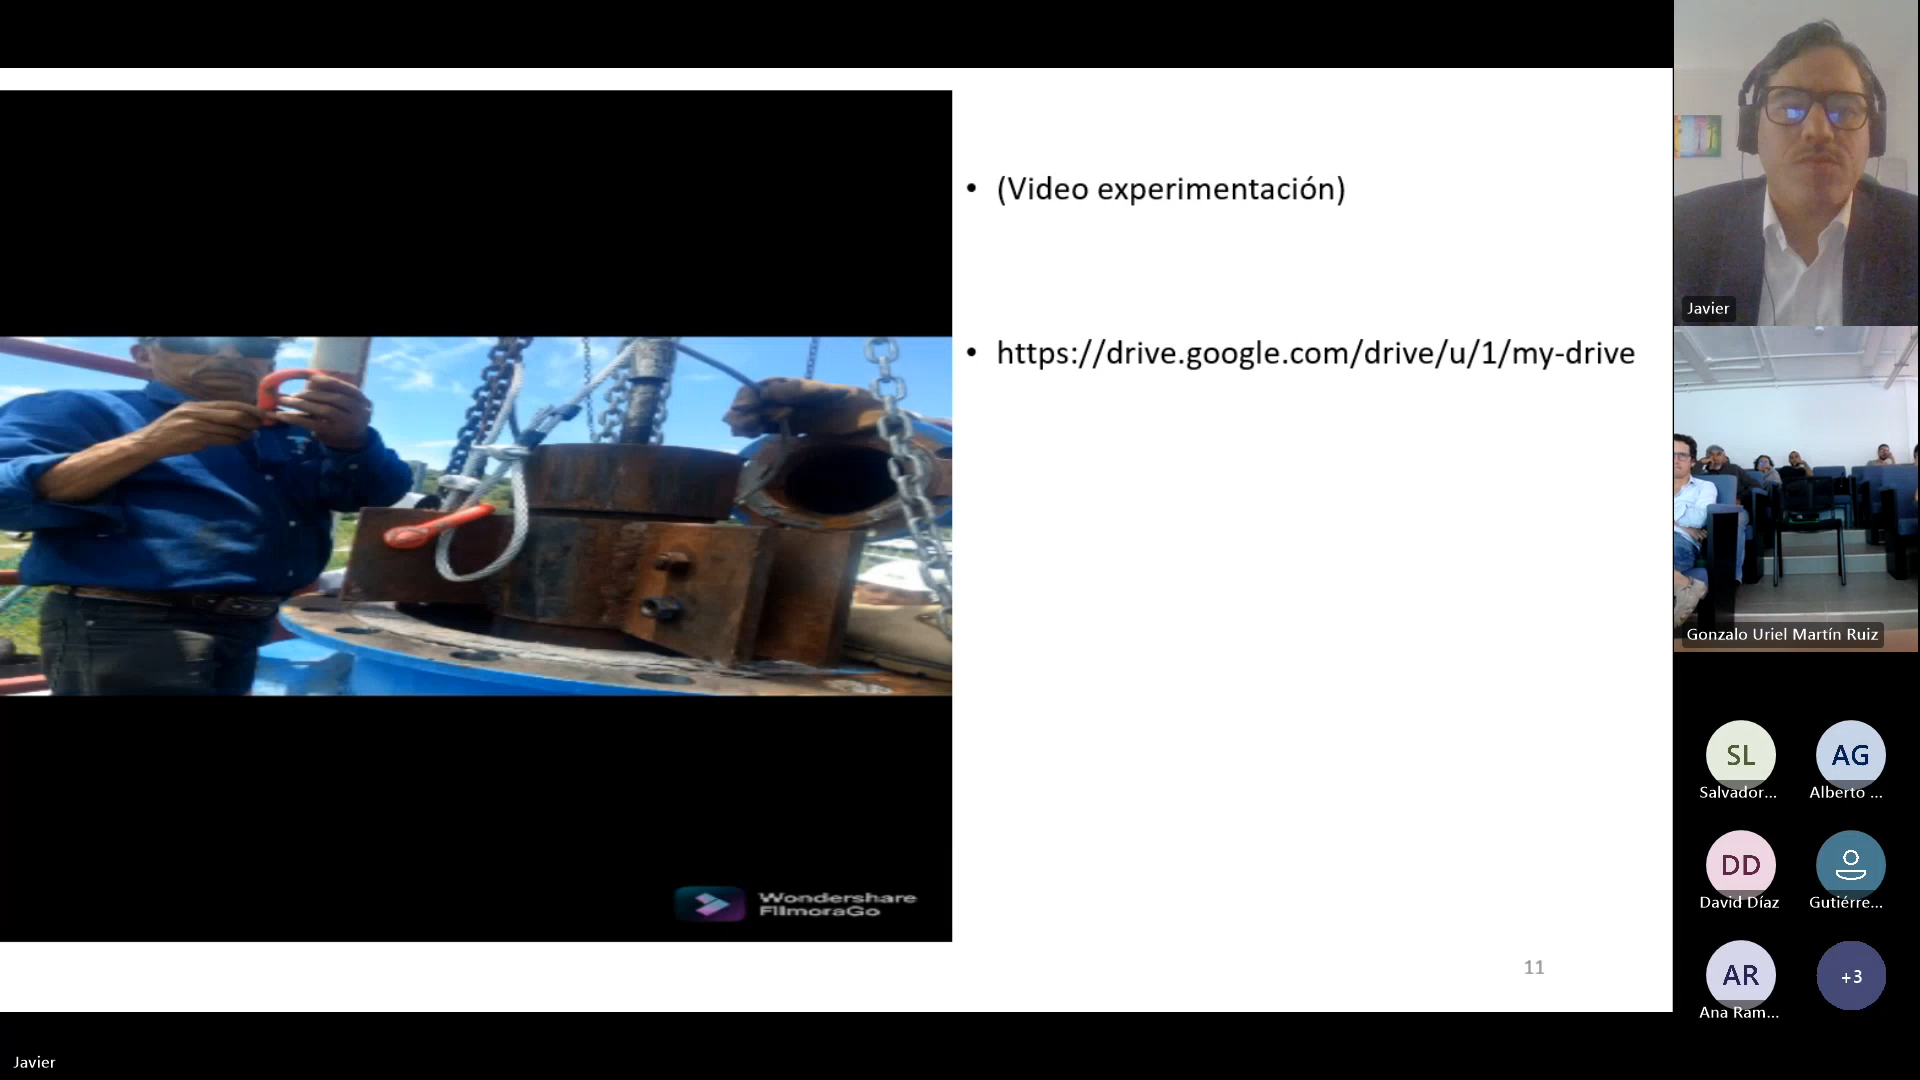 • (Video experimentación)
• https://drive.google.com/drive/u/1/my-drive
Wondershare
FilmoraGo
11
Javier
Gonzalo Uriel Martín Ruiz
SL
Salvador...
AG
Alberto ...
DD
David Díaz
Gutiérre...
AR
Ana Ram...
+3
Javier